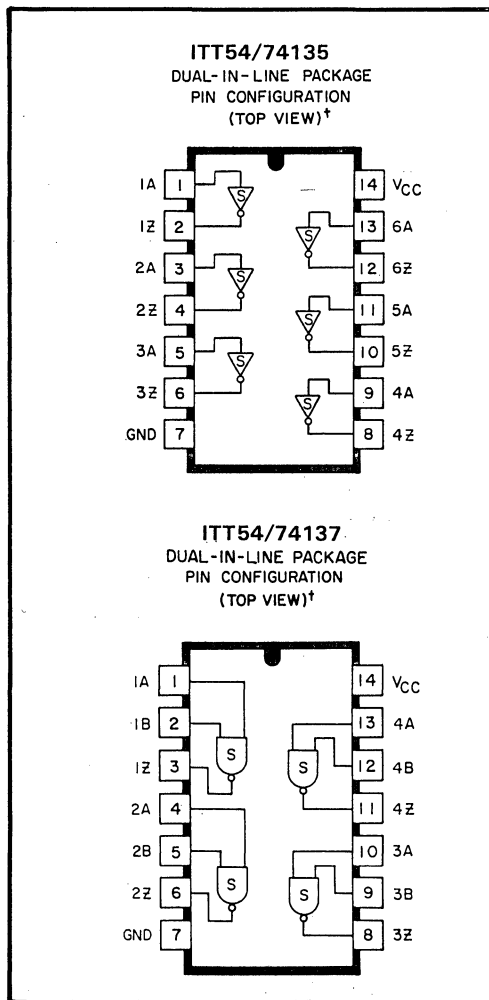 ITT54/74135
DUAL-IN-LINE PACKAGE
PIN CONFIGURATION
(TOP VIEW)†
1A 1 14 VCC
1Z 2 S 13 6A
S 12 6Z
2A 3 S 11 5A
2Z 4 S 10 5Z
3A 5 S 9 4A
3Z 6 S 8 4Z
GND 7
ITT54/74137
DUAL-IN-LINE PACKAGE
PIN CONFIGURATION
(TOP VIEW)†
1A 1 14 VCC
1B 2 13 4A
1Z 3 S S 12 4B
2A 4 11 4Z
2B 5 10 3A
2Z 6 S S 9 3B
GND 7 8 3Z